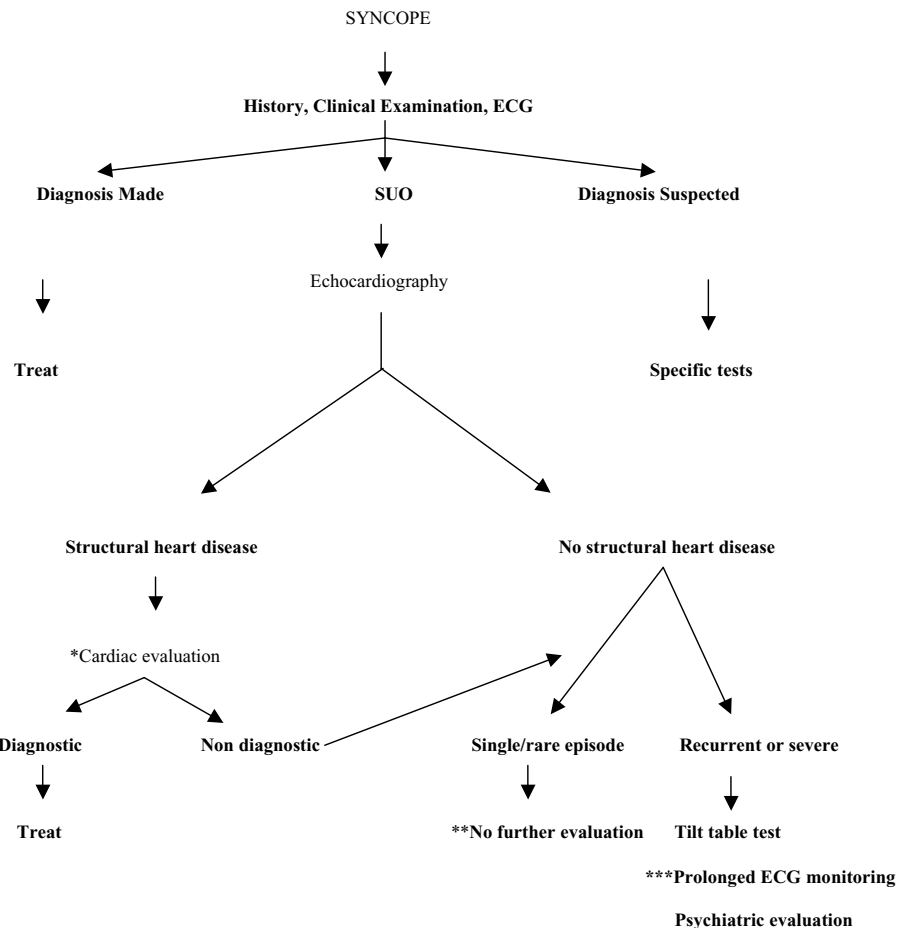 SYNCOPE
History, Clinical Examination, ECG
Diagnosis Made
SUO
Diagnosis Suspected
Echocardiography
Treat
Specific tests
Structural heart disease
No structural heart disease
*Cardiac evaluation
Diagnostic
Non diagnostic
Single/rare episode
Recurrent or severe
Treat
**No further evaluation
Tilt table test
***Prolonged ECG monitoring
Psychiatric evaluation